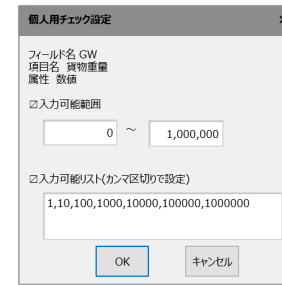 個人用チェック設定
フィールド名 GW
項目名 貨物重量
属性 数値
☑入力可能範囲
0 ～ 1,000,000
☑入力可能リスト(カンマ区切りで設定)
1,10,100,1000,10000,100000,1000000
OK キャンセル